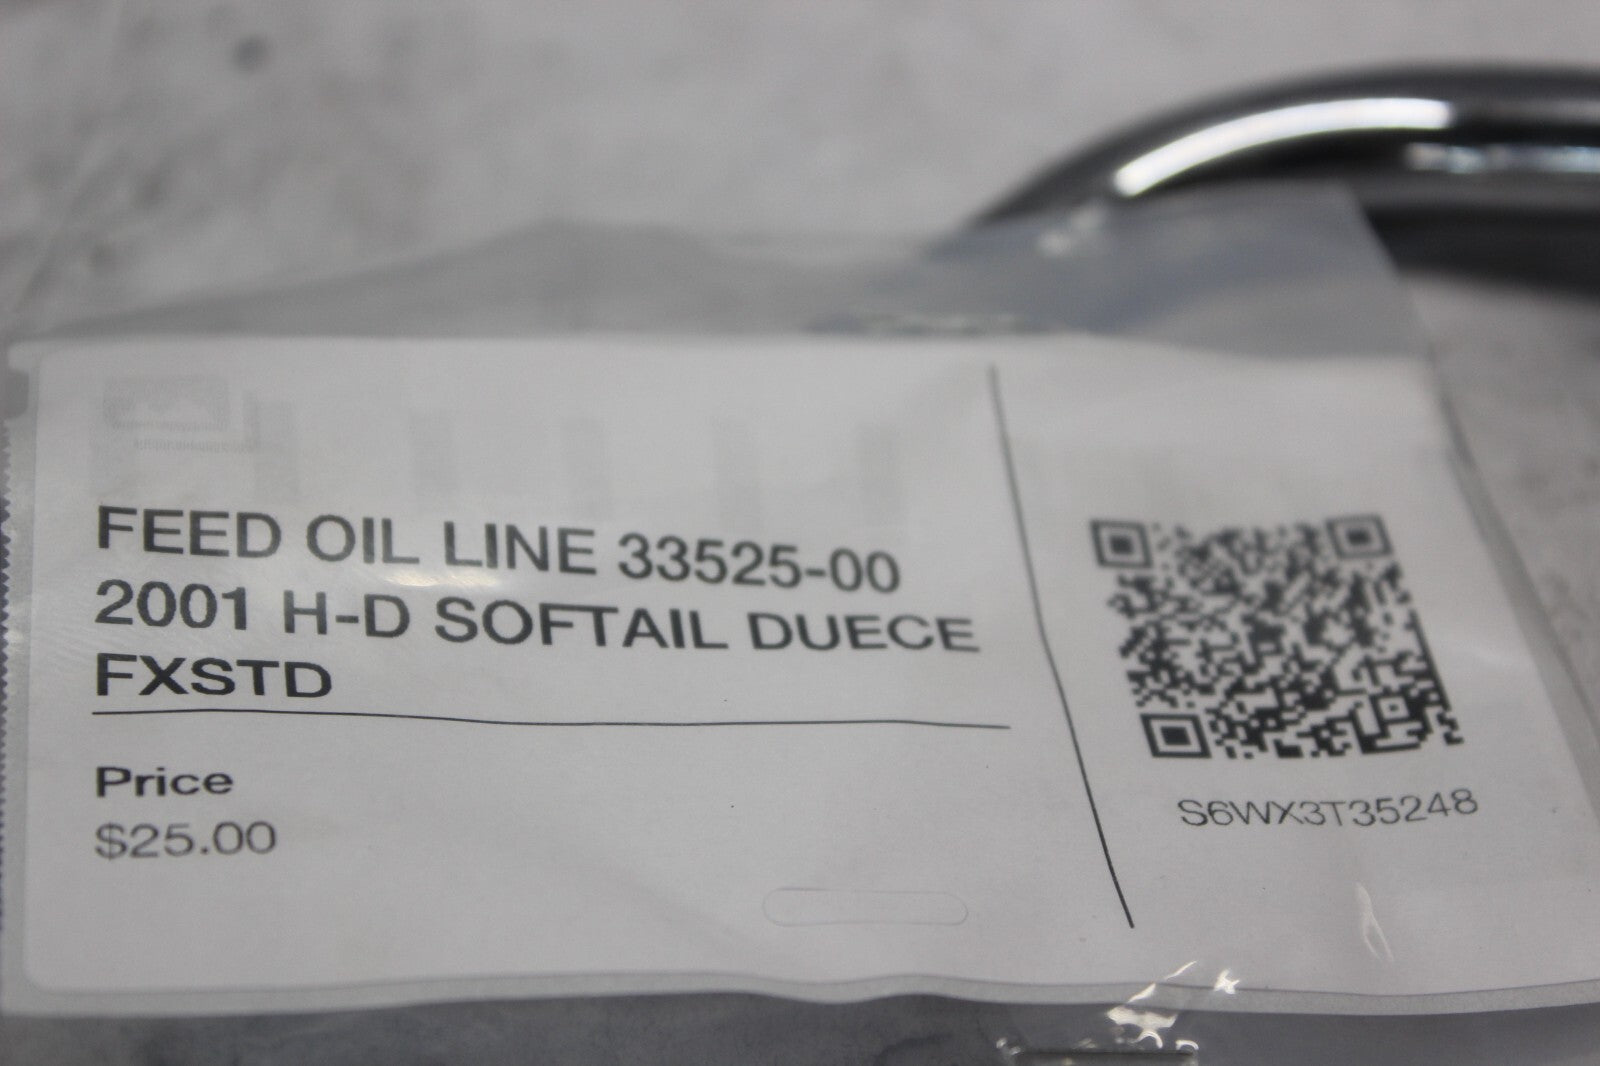 FEED OIL LINE 33525-00
2001 H-D SOFTAIL DUECE
FXSTD
Price
$25.00
S6WX3T35248